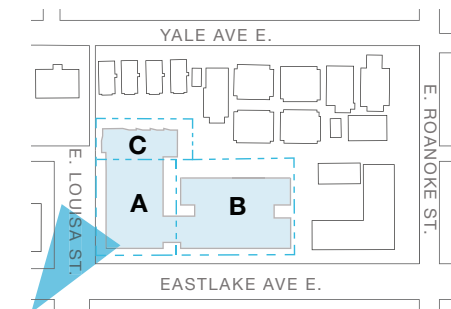 YALE AVE E.
E. ROANOKE ST.
C
E. LOUISA ST.
A
B
EASTLAKE AVE E.